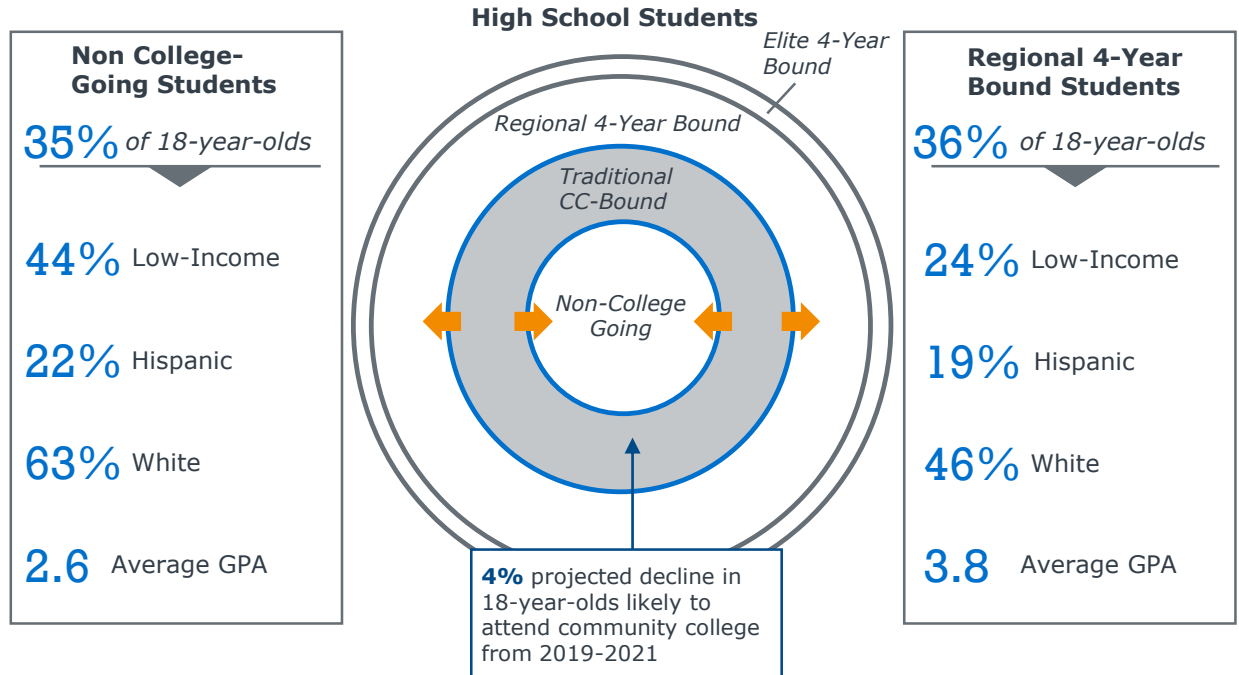 High School Students
Non College-
Going Students
35% of 18-year-olds
44% Low-Income
22% Hispanic
63% White
2.6 Average GPA
Elite 4-Year
Bound
Regional 4-Year Bound
Traditional
CC-Bound
Non-College
Going
4% projected decline in
18-year-olds likely to
attend community college
from 2019-2021
Regional 4-Year
Bound Students
36% of 18-year-olds
24% Low-Income
19% Hispanic
46% White
3.8 Average GPA